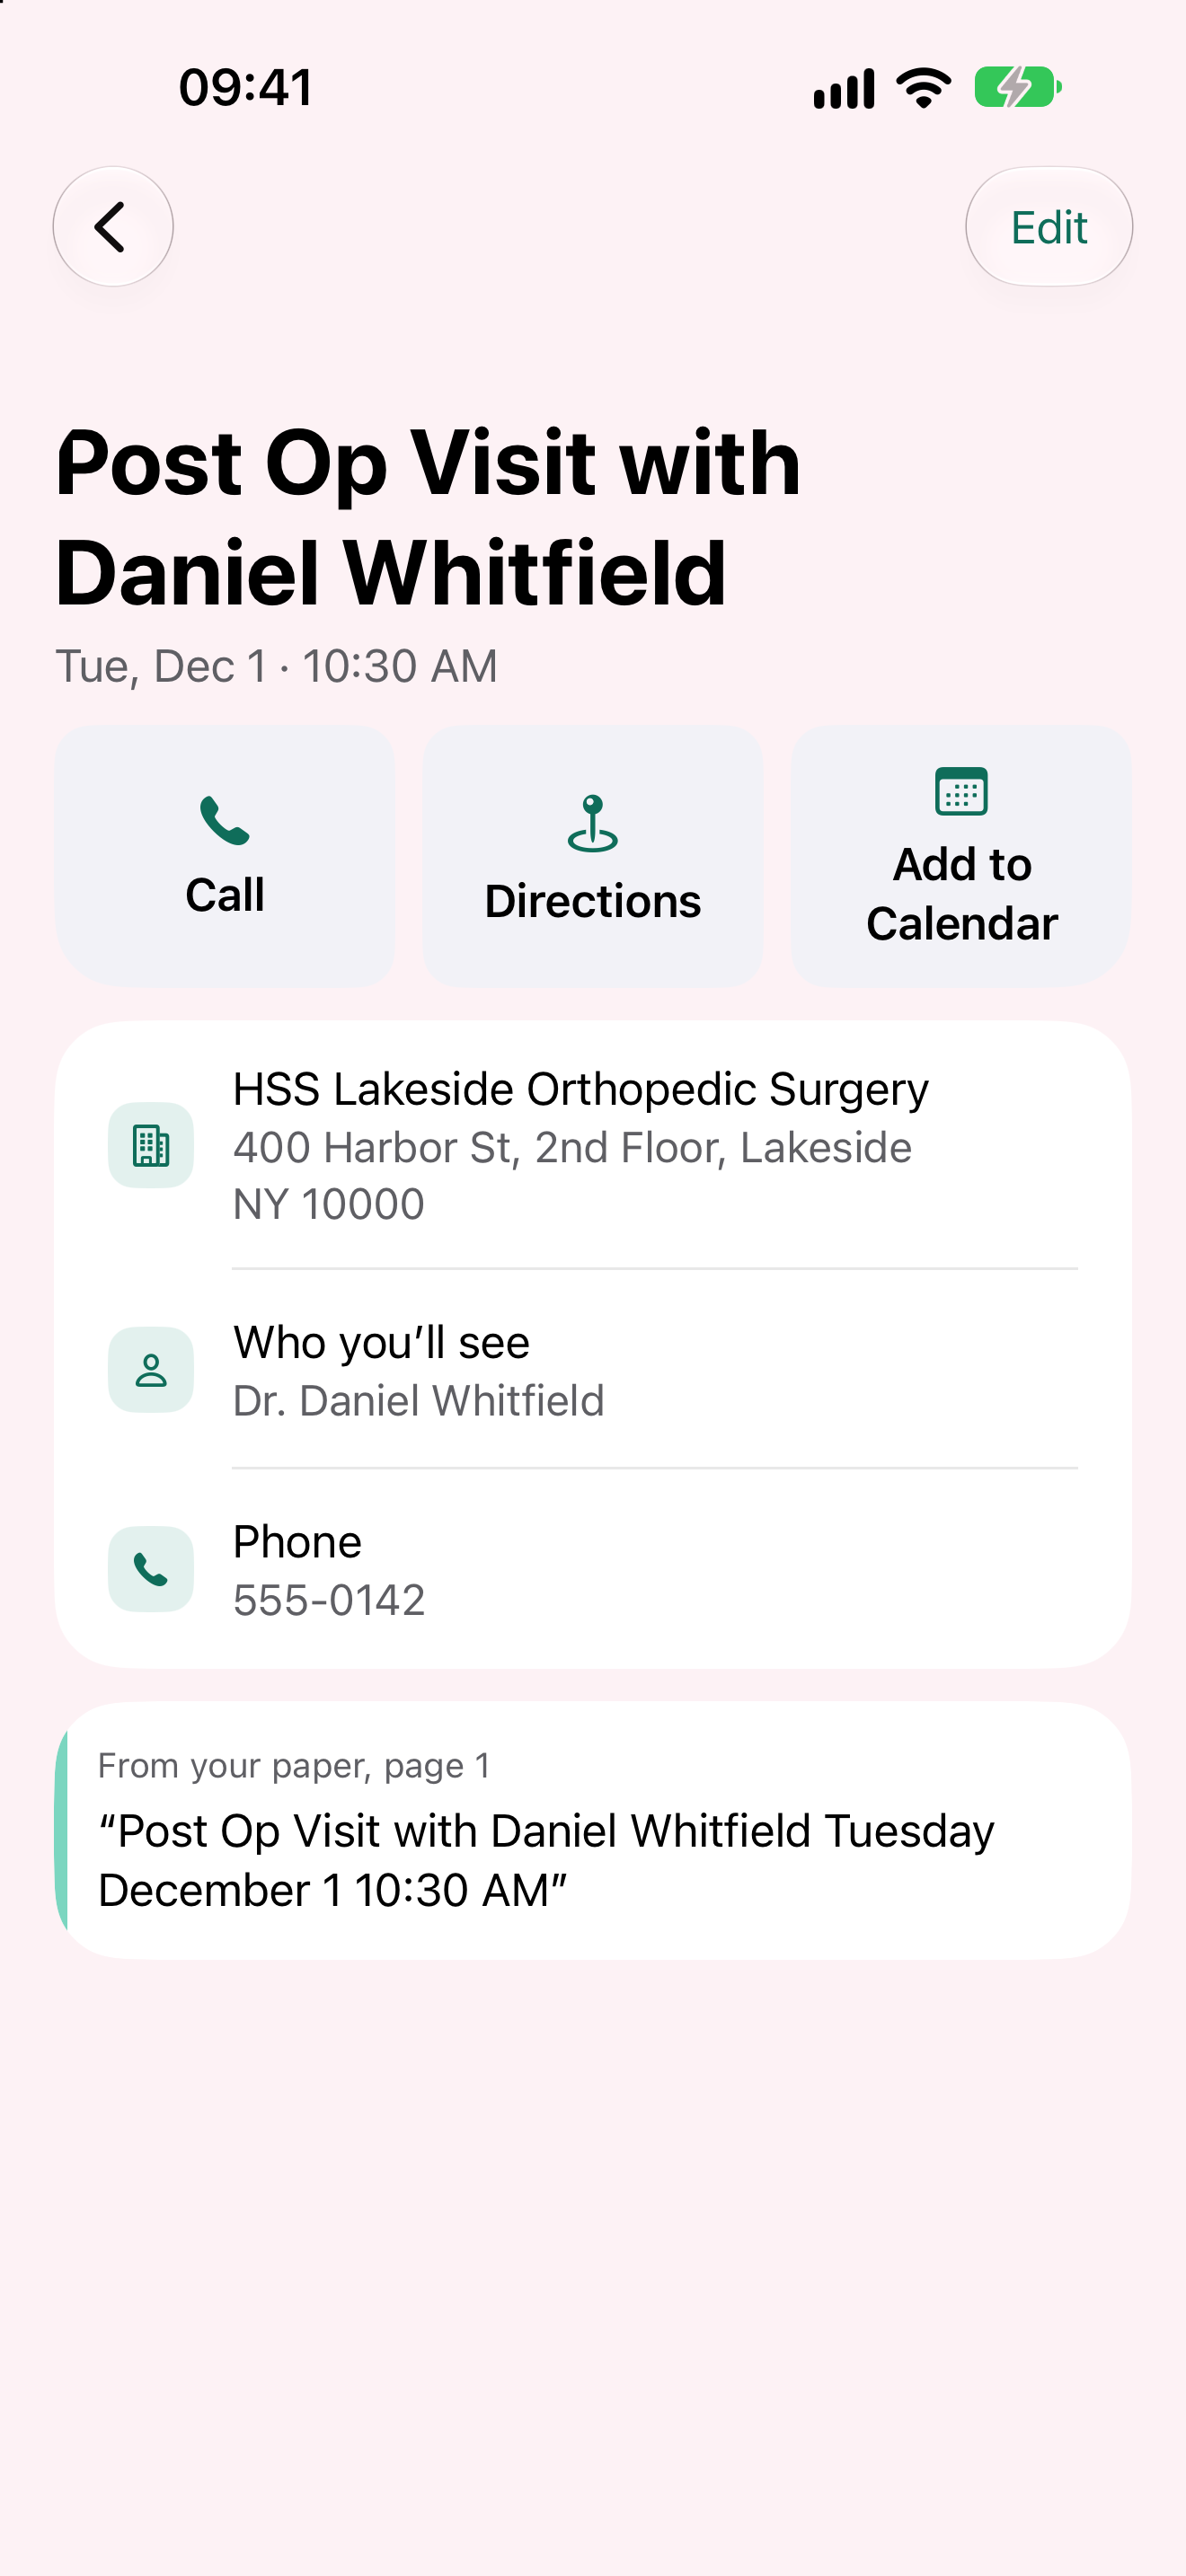 09:41
Edit
Post Op Visit with
Daniel Whitfield
Tue, Dec 1 · 10:30 AM
Call
Directions
Add to
Calendar
HSS Lakeside Orthopedic Surgery
400 Harbor St, 2nd Floor, Lakeside
NY 10000
Who you’ll see
Dr. Daniel Whitfield
Phone
555-0142
From your paper, page 1
“Post Op Visit with Daniel Whitfield Tuesday
December 1 10:30 AM”